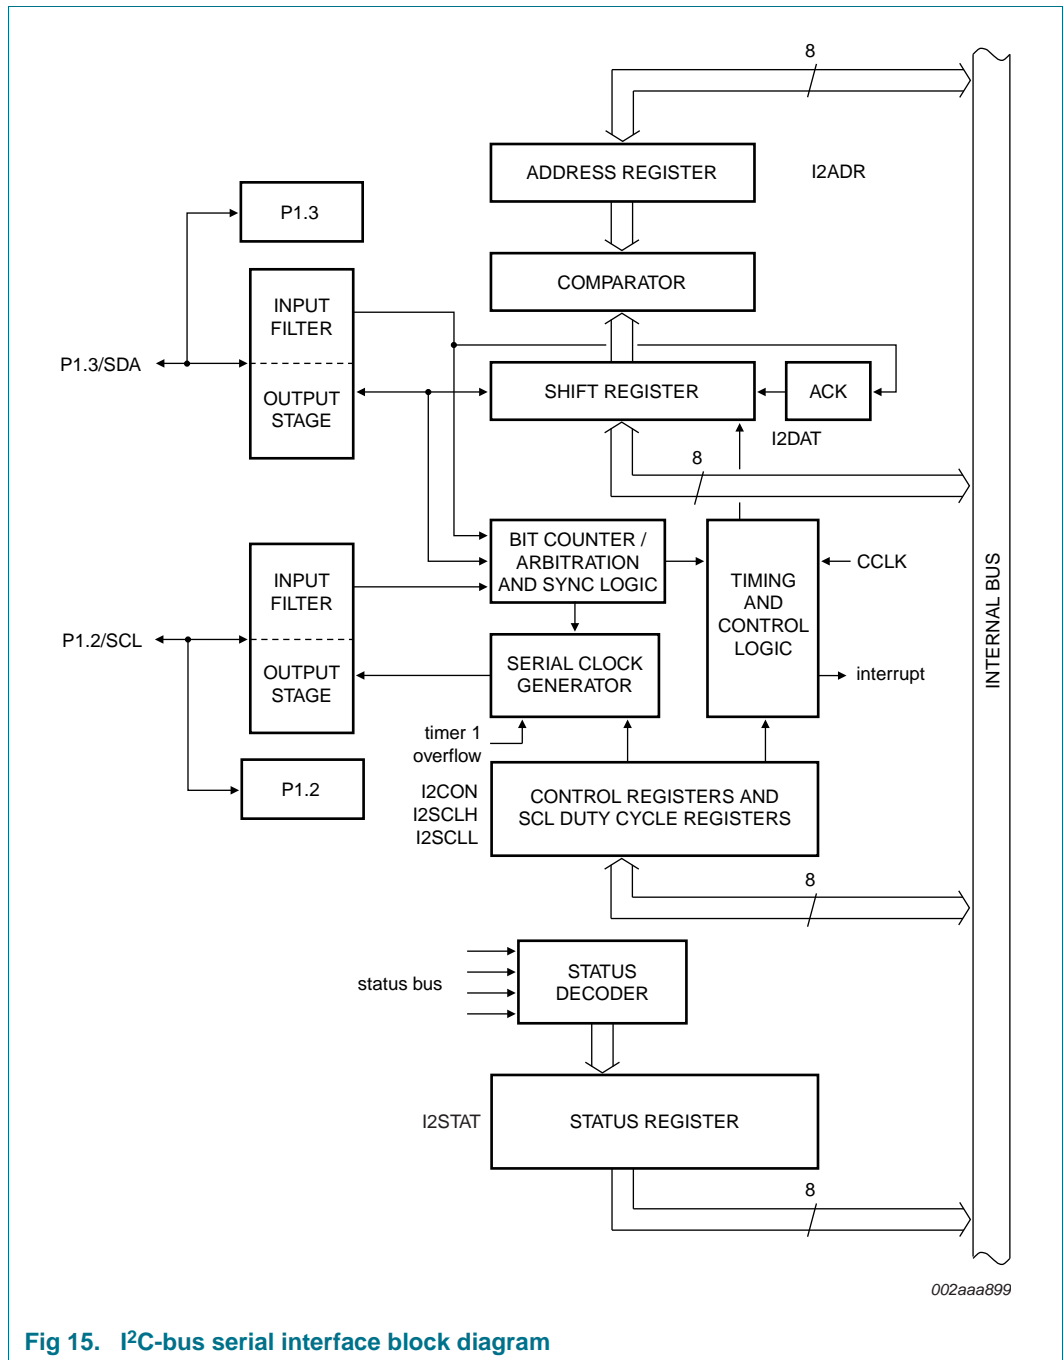 8
ADDRESS REGISTER
I2ADR
P1.3
COMPARATOR
INPUT
FILTER
P1.3/SDA
OUTPUT
STAGE
SHIFT REGISTER
ACK
I2DAT
8
BIT COUNTER /
ARBITRATION
AND SYNC LOGIC
INPUT
FILTER
P1.2/SCL
OUTPUT
STAGE
TIMING
AND
CONTROL
LOGIC
CCLK
interrupt
INTERNAL BUS
SERIAL CLOCK
GENERATOR
timer 1
overflow
P1.2
I2CON
I2SCLH
I2SCLL
CONTROL REGISTERS AND
SCL DUTY CYCLE REGISTERS
8
status bus
STATUS
DECODER
I2STAT
STATUS REGISTER
8
002aaa899
Fig 15. I²C-bus serial interface block diagram